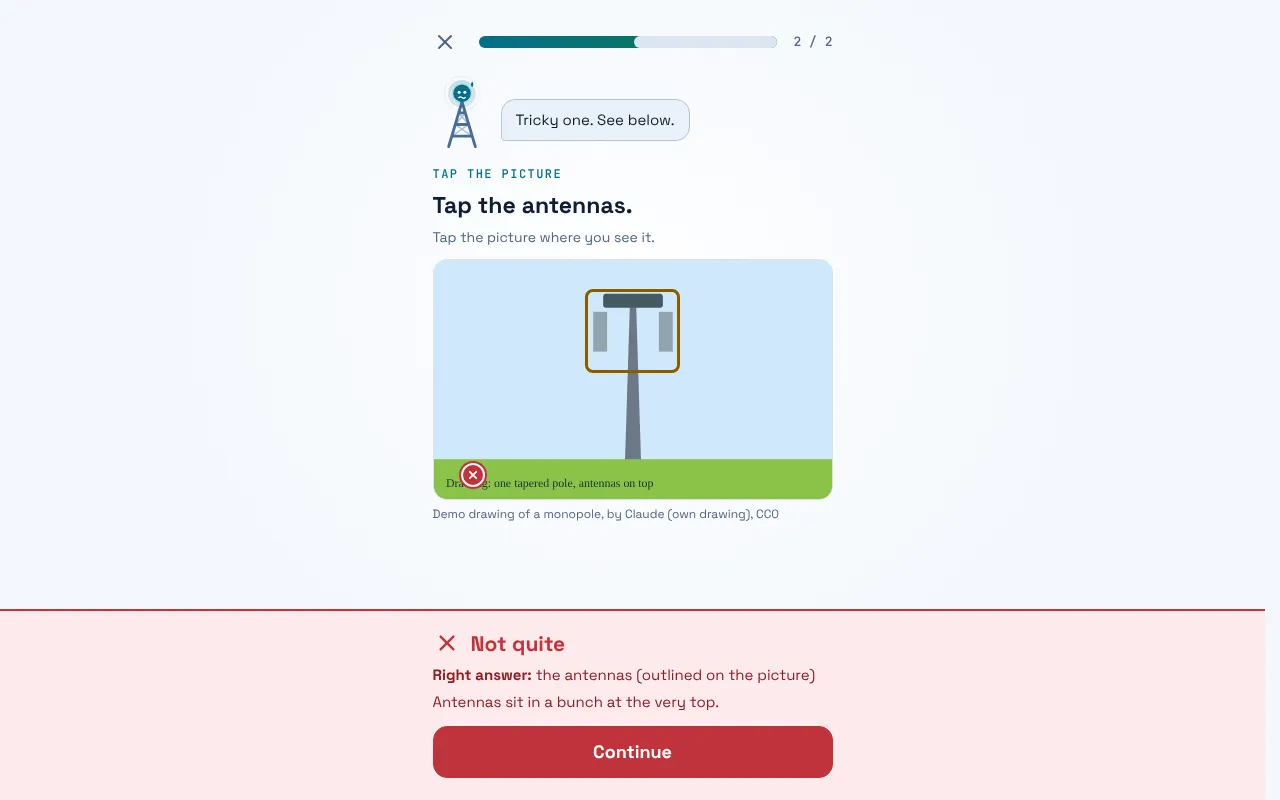 2 / 2
Tricky one. See below.
TAP THE PICTURE
Tap the antennas.
Tap the picture where you see it.
one tapered pole, antennas on top
Demo drawing of a monopole, by Claude (own drawing), CC0
Not quite
Right answer: the antennas (outlined on the picture)
Antennas sit in a bunch at the very top.
Continue